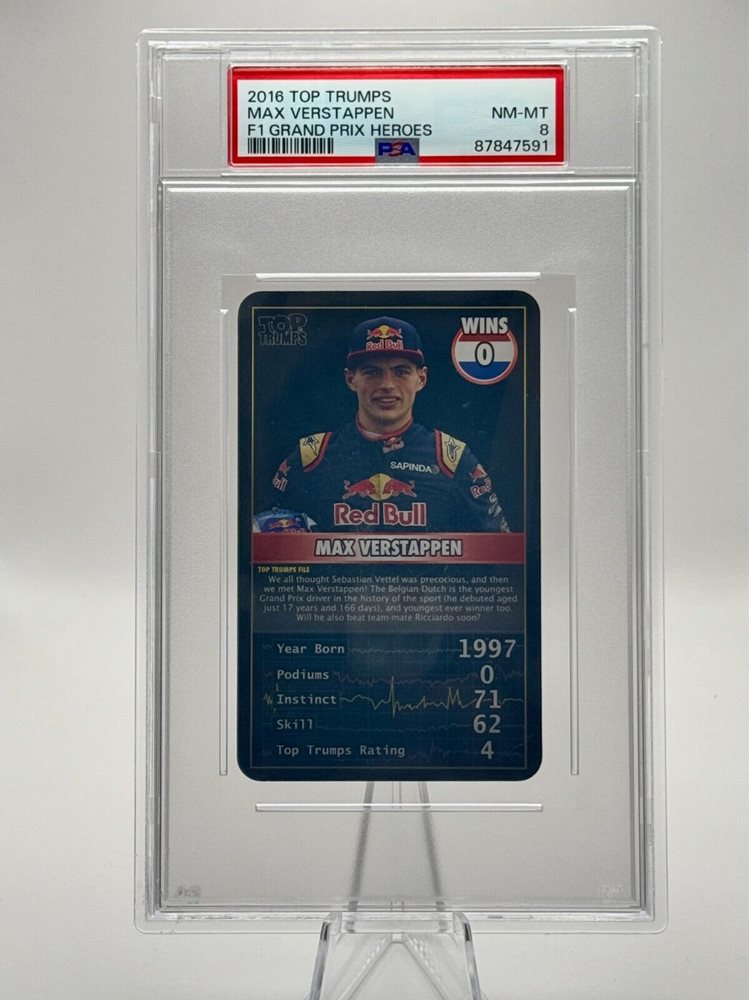 2016 TOP TRUMPS
MAX VERSTAPPEN NM-MT
F1 GRAND PRIX HEROES 8
PSA 87847591
TOP TRUMPS
WINS
0
Red Bull
SAPINDA
Red Bull
Red Bull
MAX VERSTAPPEN
TOP TRUMPS FILE
We all thought Sebastian Vettel was precocious, and then
we met Max Verstappen! The Belgian-Dutch is the youngest
Grand Prix driver in the history of the sport (he debuted aged
just 17 years and 166 days), and youngest ever winner too.
Will he also beat team-mate Ricciardo soon?
Year Born 1997
Podiums 0
Instinct 71
Skill 62
Top Trumps Rating 4